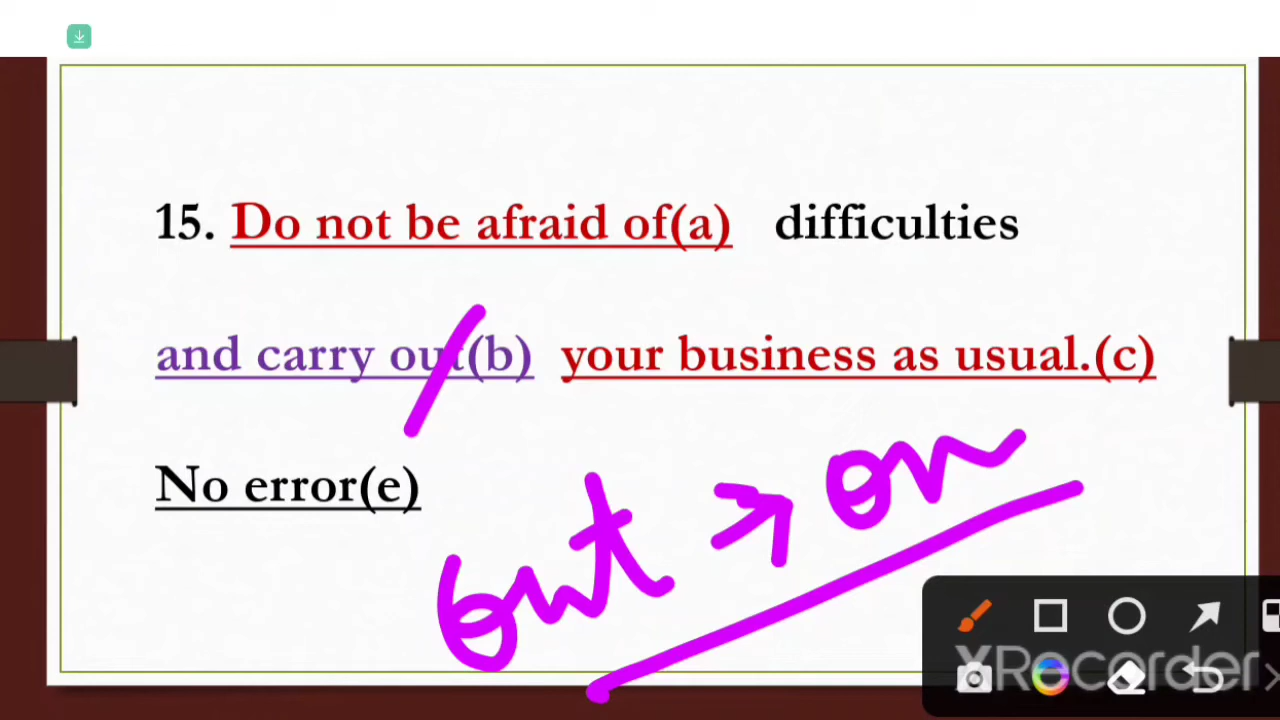 15. Do not be afraid of(a) difficulties
and carry out(b) your business as usual.(c)
No error(e)
out → on
XRecorder